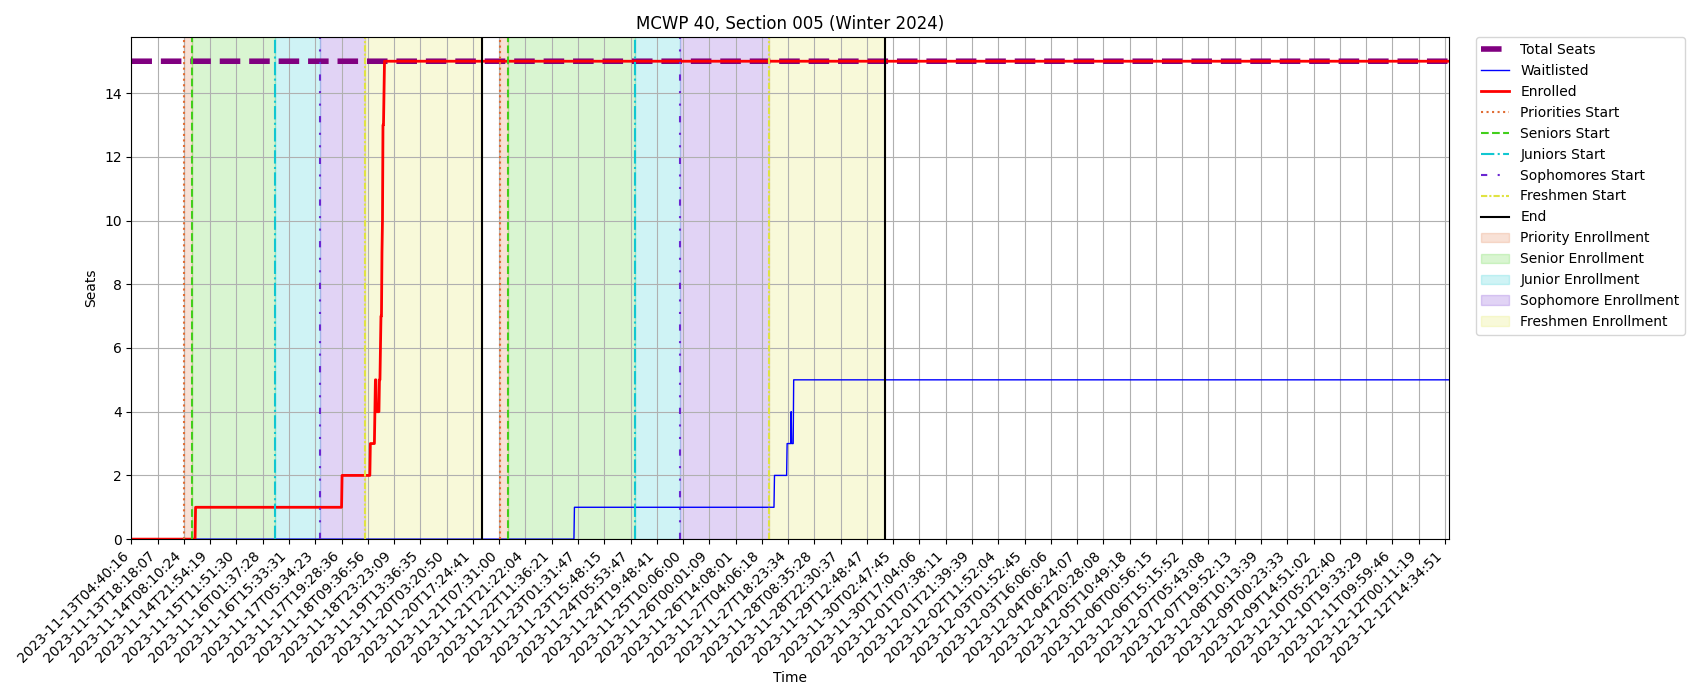 MCWP 40, Section 005 (Winter 2024)
Seats
14
12
10
8
6
4
2
0
2023-11-13T04:40:16
2023-11-13T18:18:07
2023-11-14T08:10:24
2023-11-14T21:54:19
2023-11-15T11:51:30
2023-11-16T01:37:28
2023-11-16T15:33:31
2023-11-17T05:34:23
2023-11-17T19:28:36
2023-11-18T09:36:56
2023-11-18T23:23:09
2023-11-19T13:36:35
2023-11-20T03:20:50
2023-11-20T17:24:41
2023-11-21T07:31:00
2023-11-21T21:22:04
2023-11-22T11:36:21
2023-11-23T01:31:47
2023-11-23T15:48:15
2023-11-24T05:53:47
2023-11-24T19:48:41
2023-11-25T10:06:00
2023-11-26T00:01:09
2023-11-26T14:08:01
2023-11-27T04:06:18
2023-11-27T18:23:34
2023-11-28T08:35:28
2023-11-28T22:30:37
2023-11-29T12:48:47
2023-11-30T02:47:45
2023-11-30T17:04:06
2023-12-01T07:38:11
2023-12-01T21:39:39
2023-12-02T11:52:04
2023-12-03T01:52:45
2023-12-03T16:06:06
2023-12-04T06:24:07
2023-12-04T20:28:08
2023-12-05T10:49:18
2023-12-06T00:56:15
2023-12-06T15:15:52
2023-12-07T05:43:08
2023-12-07T19:52:13
2023-12-08T10:13:39
2023-12-09T00:23:33
2023-12-09T14:51:02
2023-12-10T05:22:40
2023-12-10T19:33:29
2023-12-11T09:59:46
2023-12-12T00:11:19
2023-12-12T14:34:51
Time
Total Seats
Waitlisted
Enrolled
Priorities Start
Seniors Start
Juniors Start
Sophomores Start
Freshmen Start
End
Priority Enrollment
Senior Enrollment
Junior Enrollment
Sophomore Enrollment
Freshmen Enrollment